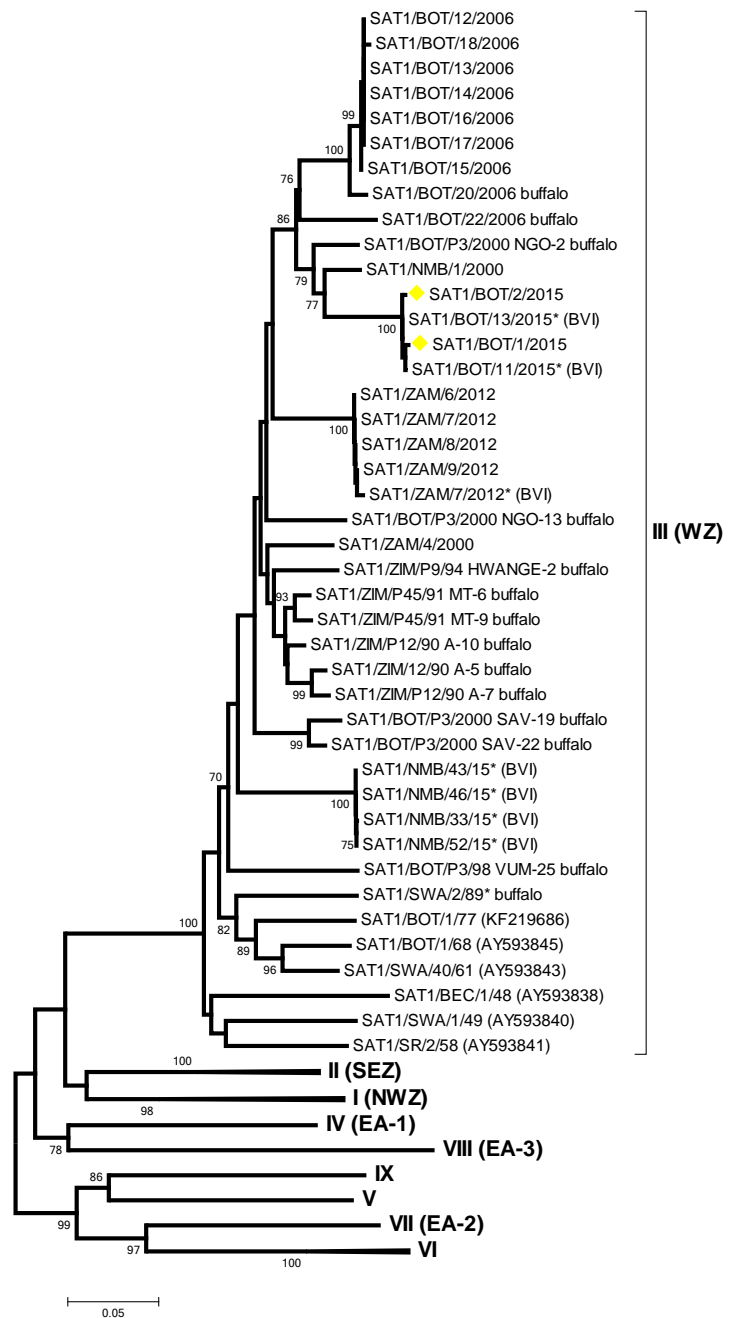 SAT1/BOT/12/2006
SAT1/BOT/18/2006
SAT1/BOT/13/2006
SAT1/BOT/14/2006
99
SAT1/BOT/16/2006
SAT1/BOT/17/2006
100
SAT1/BOT/15/2006
76
SAT1/BOT/20/2006 buffalo
86
SAT1/BOT/22/2006 buffalo
SAT1/BOT/P3/2000 NGO-2 buffalo
79
SAT1/NMB/1/2000
77
SAT1/BOT/2/2015
SAT1/BOT/13/2015* (BVI)
100
SAT1/BOT/1/2015
SAT1/BOT/11/2015* (BVI)
SAT1/ZAM/6/2012
SAT1/ZAM/7/2012
100
SAT1/ZAM/8/2012
SAT1/ZAM/9/2012
SAT1/ZAM/7/2012* (BVI)
SAT1/BOT/P3/2000 NGO-13 buffalo
III (WZ)
SAT1/ZAM/4/2000
SAT1/ZIM/P9/94 HWANGE-2 buffalo
93
SAT1/ZIM/P45/91 MT-6 buffalo
SAT1/ZIM/P45/91 MT-9 buffalo
SAT1/ZIM/P12/90 A-10 buffalo
SAT1/ZIM/12/90 A-5 buffalo
99
SAT1/ZIM/P12/90 A-7 buffalo
SAT1/BOT/P3/2000 SAV-19 buffalo
99
SAT1/BOT/P3/2000 SAV-22 buffalo
SAT1/NMB/43/15* (BVI)
70
SAT1/NMB/46/15* (BVI)
100
SAT1/NMB/33/15* (BVI)
75
SAT1/NMB/52/15* (BVI)
SAT1/BOT/P3/98 VUM-25 buffalo
SAT1/SWA/2/89* buffalo
100
82
SAT1/BOT/1/77 (KF219686)
89
SAT1/BOT/1/68 (AY593845)
96
SAT1/SWA/40/61 (AY593843)
SAT1/BEC/1/48 (AY593838)
SAT1/SWA/1/49 (AY593840)
SAT1/SR/2/58 (AY593841)
100
II (SEZ)
I (NWZ)
98
IV (EA-1)
78
VIII (EA-3)
86
IX
V
99
VII (EA-2)
97
VI
100
0.05